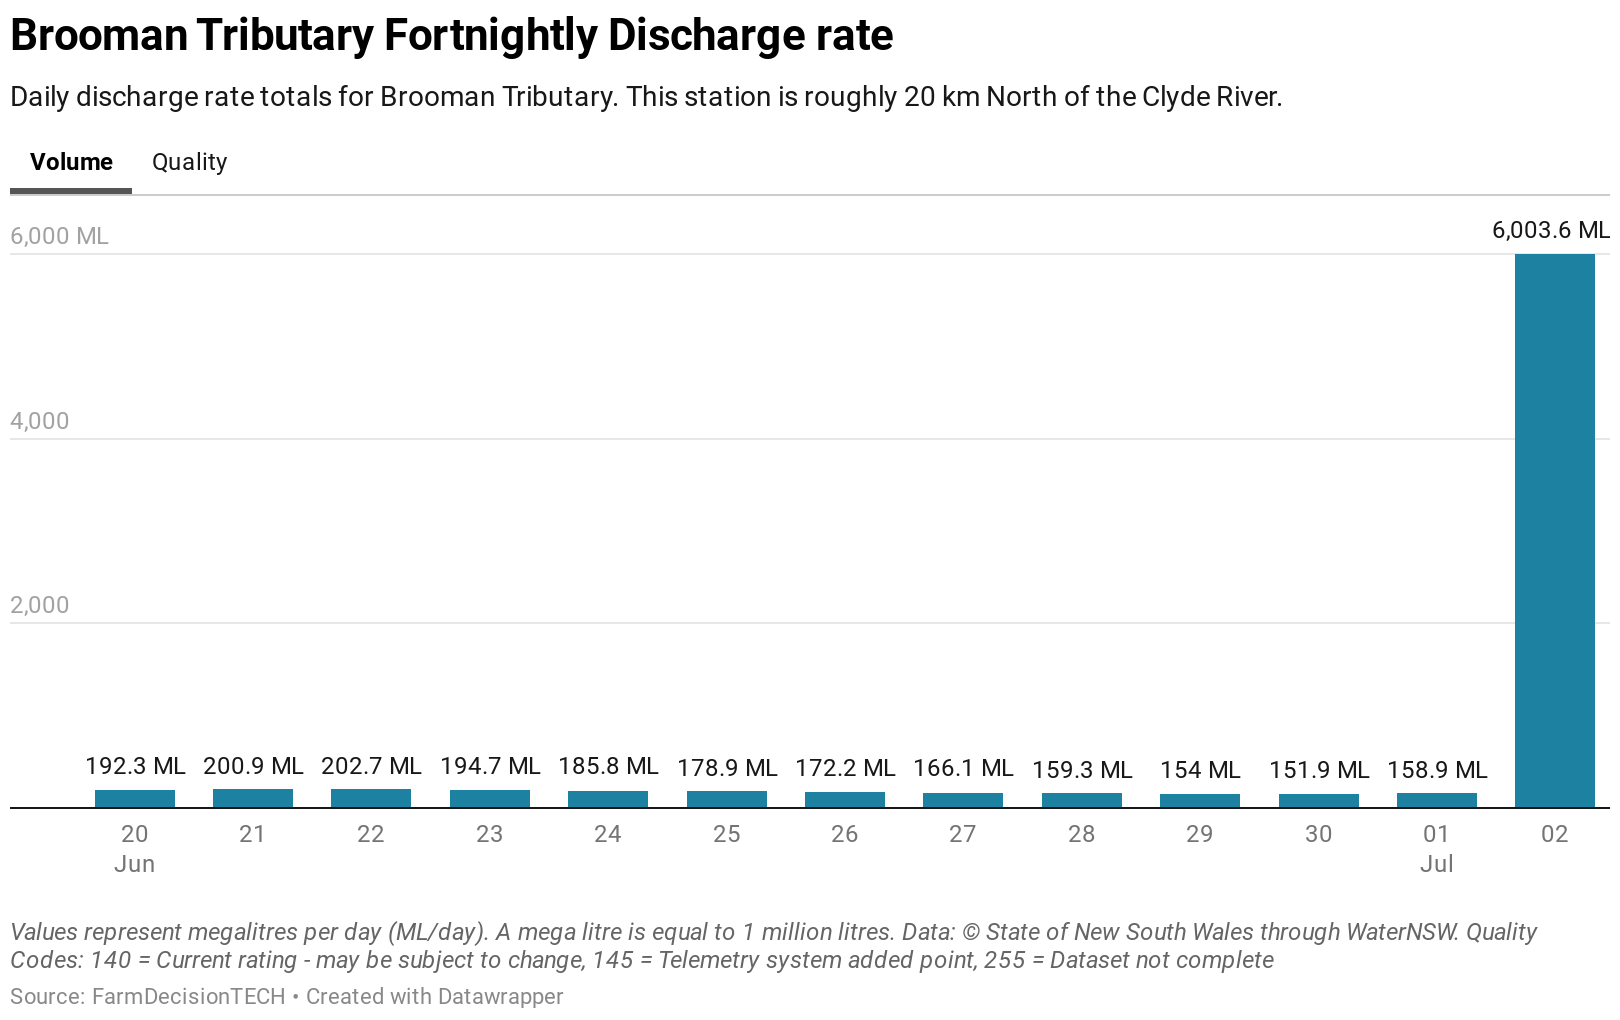 Brooman Tributary Fortnightly Discharge rate
Daily discharge rate totals for Brooman Tributary. This station is roughly 20 km North of the Clyde River.
Volume Quality
6,003.6 ML
6,000 ML
4,000
2,000
192.3 ML 200.9 ML 202.7 ML 194.7 ML 185.8 ML 178.9 ML 172.2 ML 166.1 ML 159.3 ML 154 ML 151.9 ML 158.9 ML
20 21 22 23 24 25 26 27 28 29 30 01 02
Jun Jul
Values represent megalitres per day (ML/day). A mega litre is equal to 1 million litres. Data: © State of New South Wales through WaterNSW. Quality
Codes: 140 = Current rating - may be subject to change, 145 = Telemetry system added point, 255 = Dataset not complete
Source: FarmDecisionTECH • Created with Datawrapper